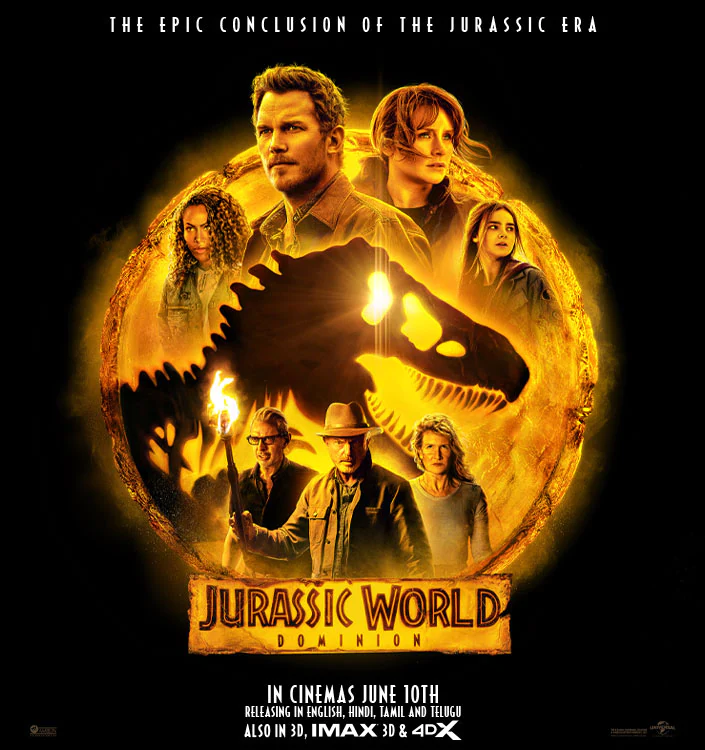 THE EPIC CONCLUSION OF THE JURASSIC ERA
JURASSIC WORLD
DOMINION
IN CINEMAS JUNE 10TH
RELEASING IN ENGLISH, HINDI, TAMIL AND TELUGU
ALSO IN 3D, IMAX 3D & 4DX